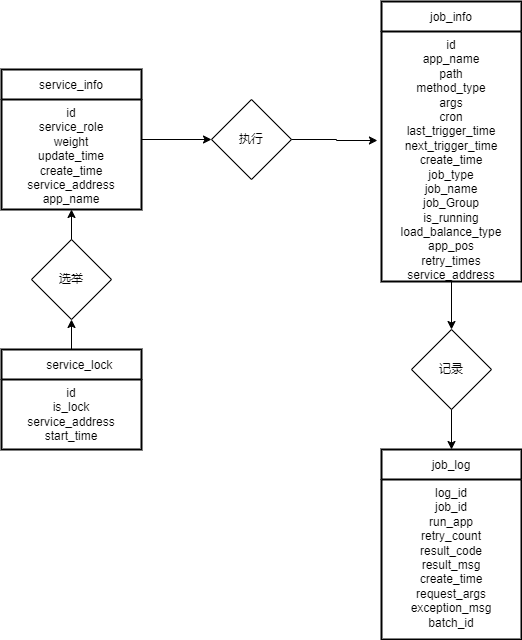 service_info
id
service_role
weight
update_time
create_time
service_address
app_name
执行
job_info
id
app_name
path
method_type
args
cron
last_trigger_time
next_trigger_time
create_time
job_type
job_name
job_Group
is_running
load_balance_type
app_pos
retry_times
service_address
选举
service_lock
id
is_lock
service_address
start_time
记录
job_log
log_id
job_id
run_app
retry_count
result_code
result_msg
create_time
request_args
exception_msg
batch_id